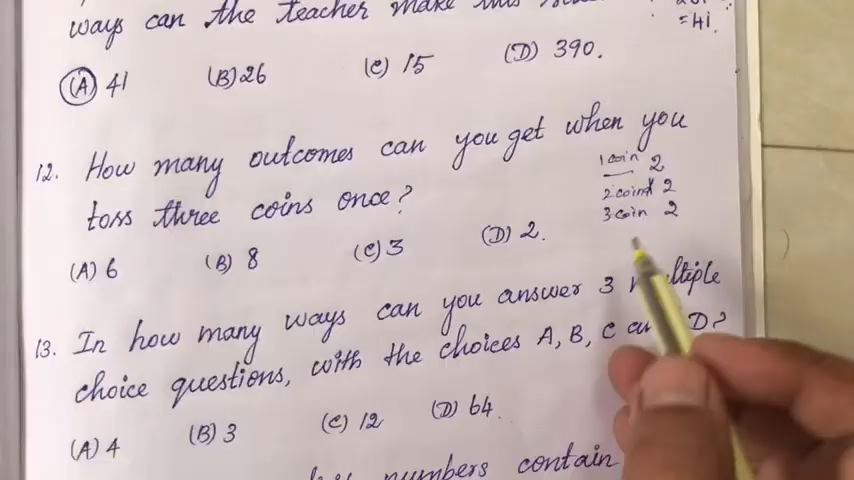 ways can the teacher make this
=41.
(A) 41 (B) 26 (C) 15 (D) 390.
12. How many outcomes can you get when you
toss three coins once?
1 coin 2
2 coin 2
3 coin 2
(A) 6 (B) 8 (C) 3 (D) 2.
13. In how many ways can you answer 3 multiple
choice questions, with the choices A, B, C and D?
(A) 4 (B) 3 (C) 12 (D) 64.
numbers contain